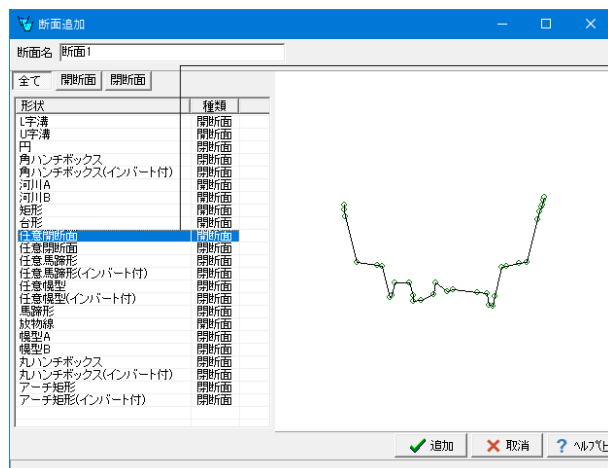 断面追加
断面名 断面1
全て 開断面 閉断面
形状 種類
L字溝 開断面
U字溝 開断面
円 閉断面
角ハンチボックス 閉断面
角ハンチボックス(インバート付) 閉断面
河川A 開断面
河川B 開断面
矩形 開断面
台形 開断面
任意開断面 開断面
任意閉断面 閉断面
任意馬蹄形 閉断面
任意馬蹄形(インバート付) 閉断面
任意幌型 閉断面
任意幌型(インバート付) 閉断面
馬蹄形 閉断面
放物線 開断面
幌型A 閉断面
幌型B 閉断面
丸ハンチボックス 閉断面
丸ハンチボックス(インバート付) 閉断面
アーチ矩形 閉断面
アーチ矩形(インバート付) 閉断面
追加 取消 ? ヘルプ(H